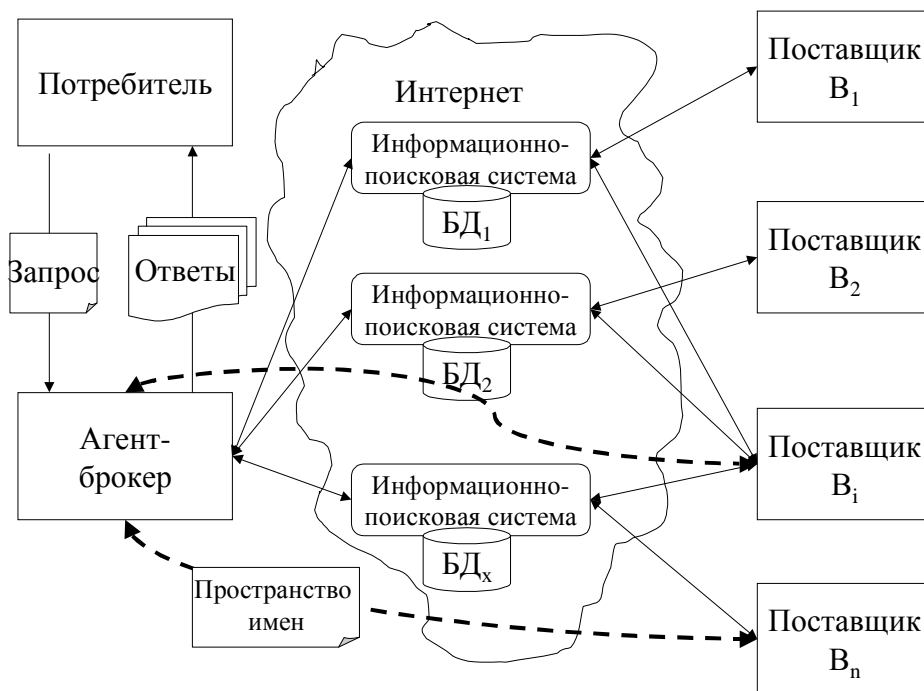 Потребитель
Интернет
Поставщик
B1
Информационно-
поисковая система
БД1
Запрос
Ответы
Поставщик
B2
Информационно-
поисковая система
БД2
Агент-
брокер
Поставщик
Bi
Информационно-
поисковая система
БДx
Пространство
имен
Поставщик
Bn